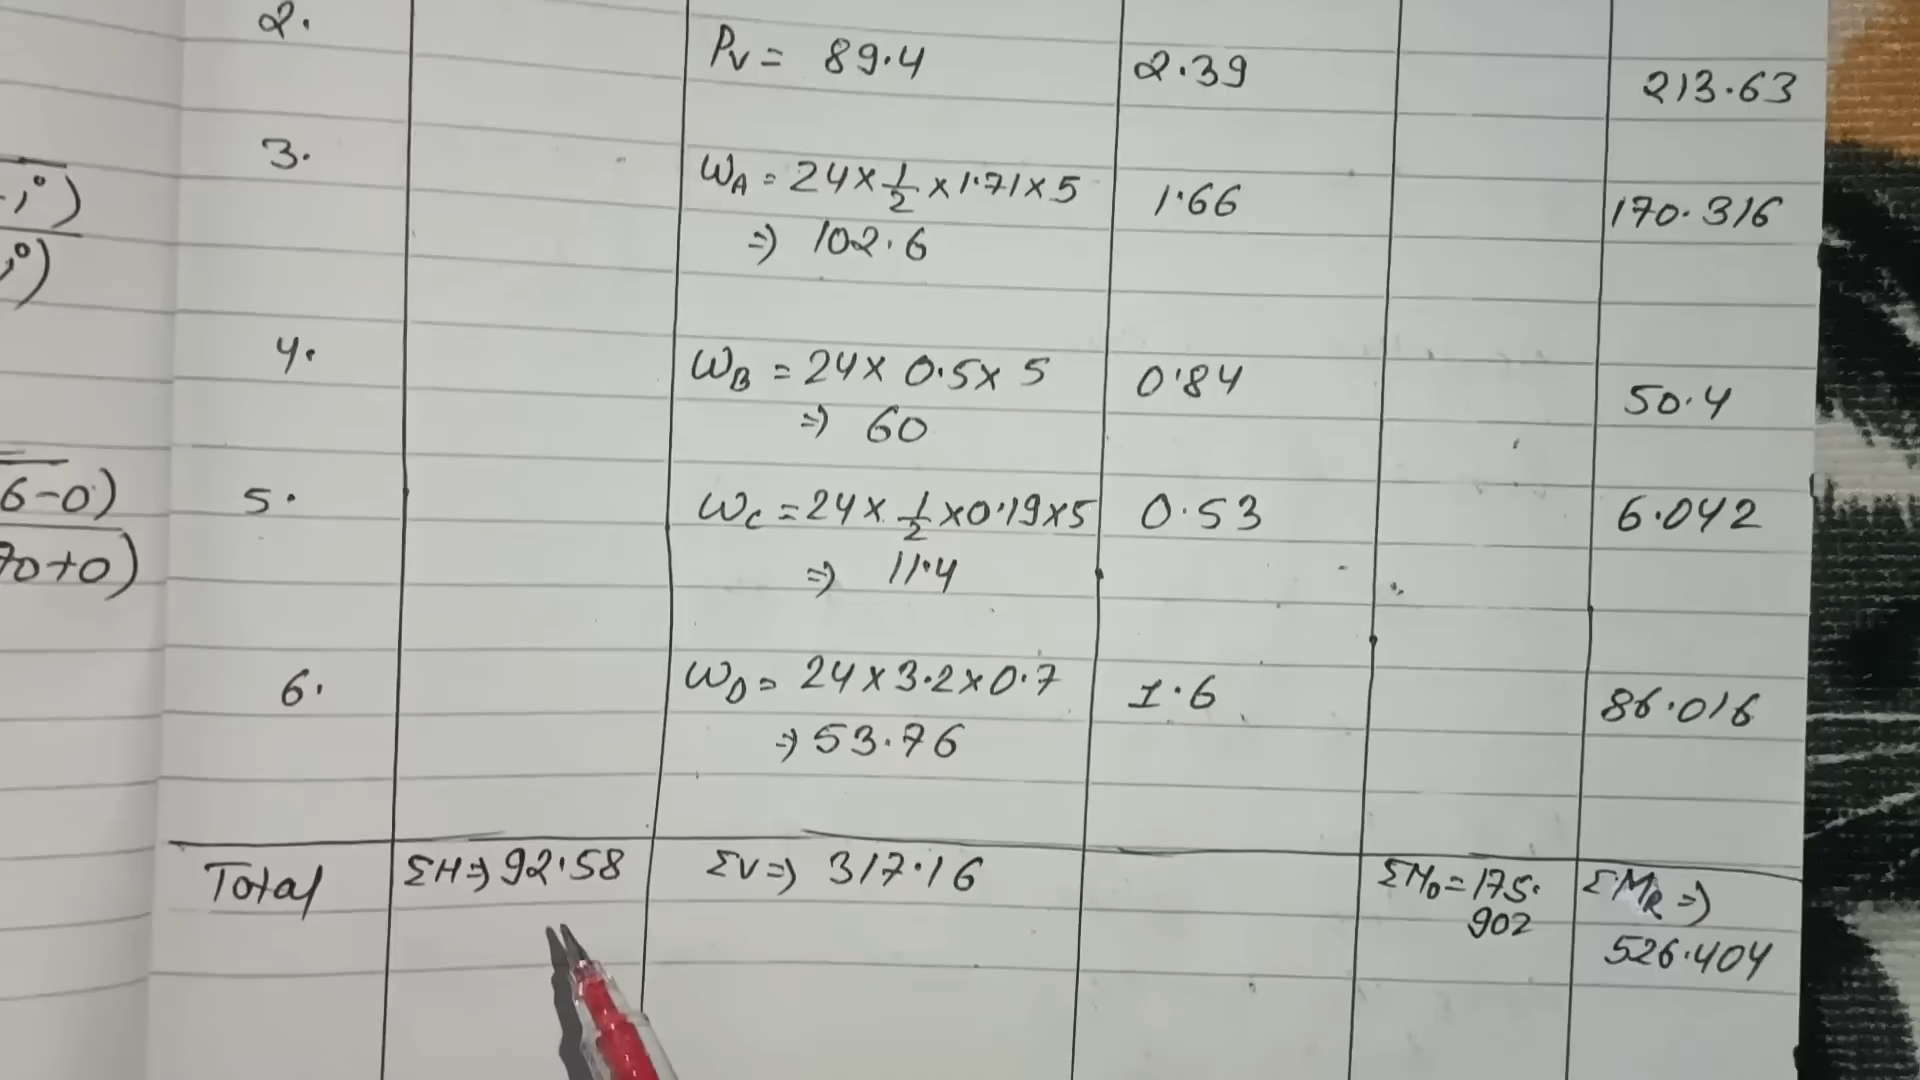 2.
Pv = 89.4 2.39 213.63
3.
WA = 24 × 1/2 × 1.71 × 5 1.66 170.316
=) 102.6
4.
WB = 24 × 0.5 × 5 0.84 50.4
=) 60
5.
Wc = 24 × 1/2 × 0.19 × 5 0.53 6.042
=) 11.4
6.
WD = 24 × 3.2 × 0.7 1.6 86.016
=) 53.76
Total ΣH =) 92.58 ΣV =) 317.16 ΣMo = 175. ΣMR =)
902
526.404
6-0)
70+0)